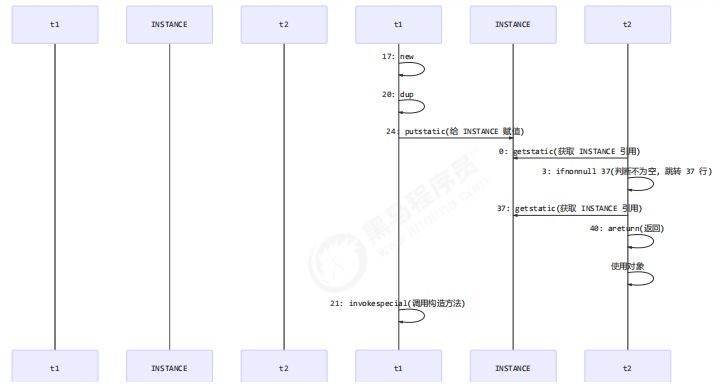 t1 INSTANCE t2 t1 INSTANCE t2
17: new
20: dup
24: putstatic(给 INSTANCE 赋值)
0: getstatic(获取 INSTANCE 引用)
3: ifnonnull 37(判断不为空, 跳转 37 行)
37: getstatic(获取 INSTANCE 引用)
40: areturn(返回)
使用对象
21: invokespecial(调用构造方法)
t1 INSTANCE t2 t1 INSTANCE t2
黑马程序员
www.itheima.com